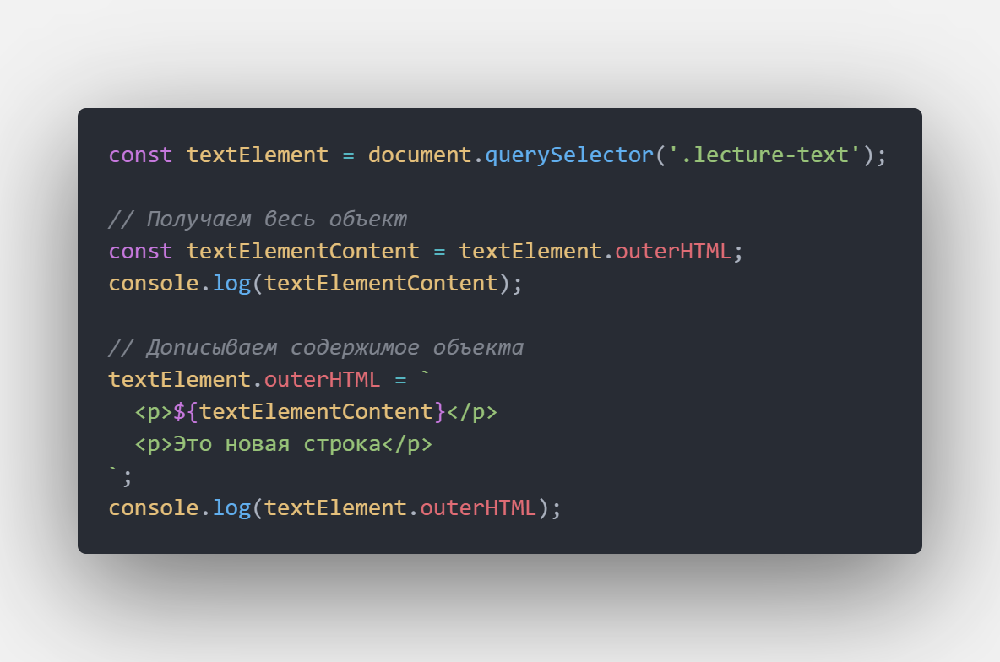 const textElement = document.querySelector('.lecture-text');
// Получаем весь объект
const textElementContent = textElement.outerHTML;
console.log(textElementContent);
// Дописываем содержимое объекта
textElement.outerHTML = `
<p>${textElementContent}</p>
<p>Это новая строка</p>
`;
console.log(textElement.outerHTML);